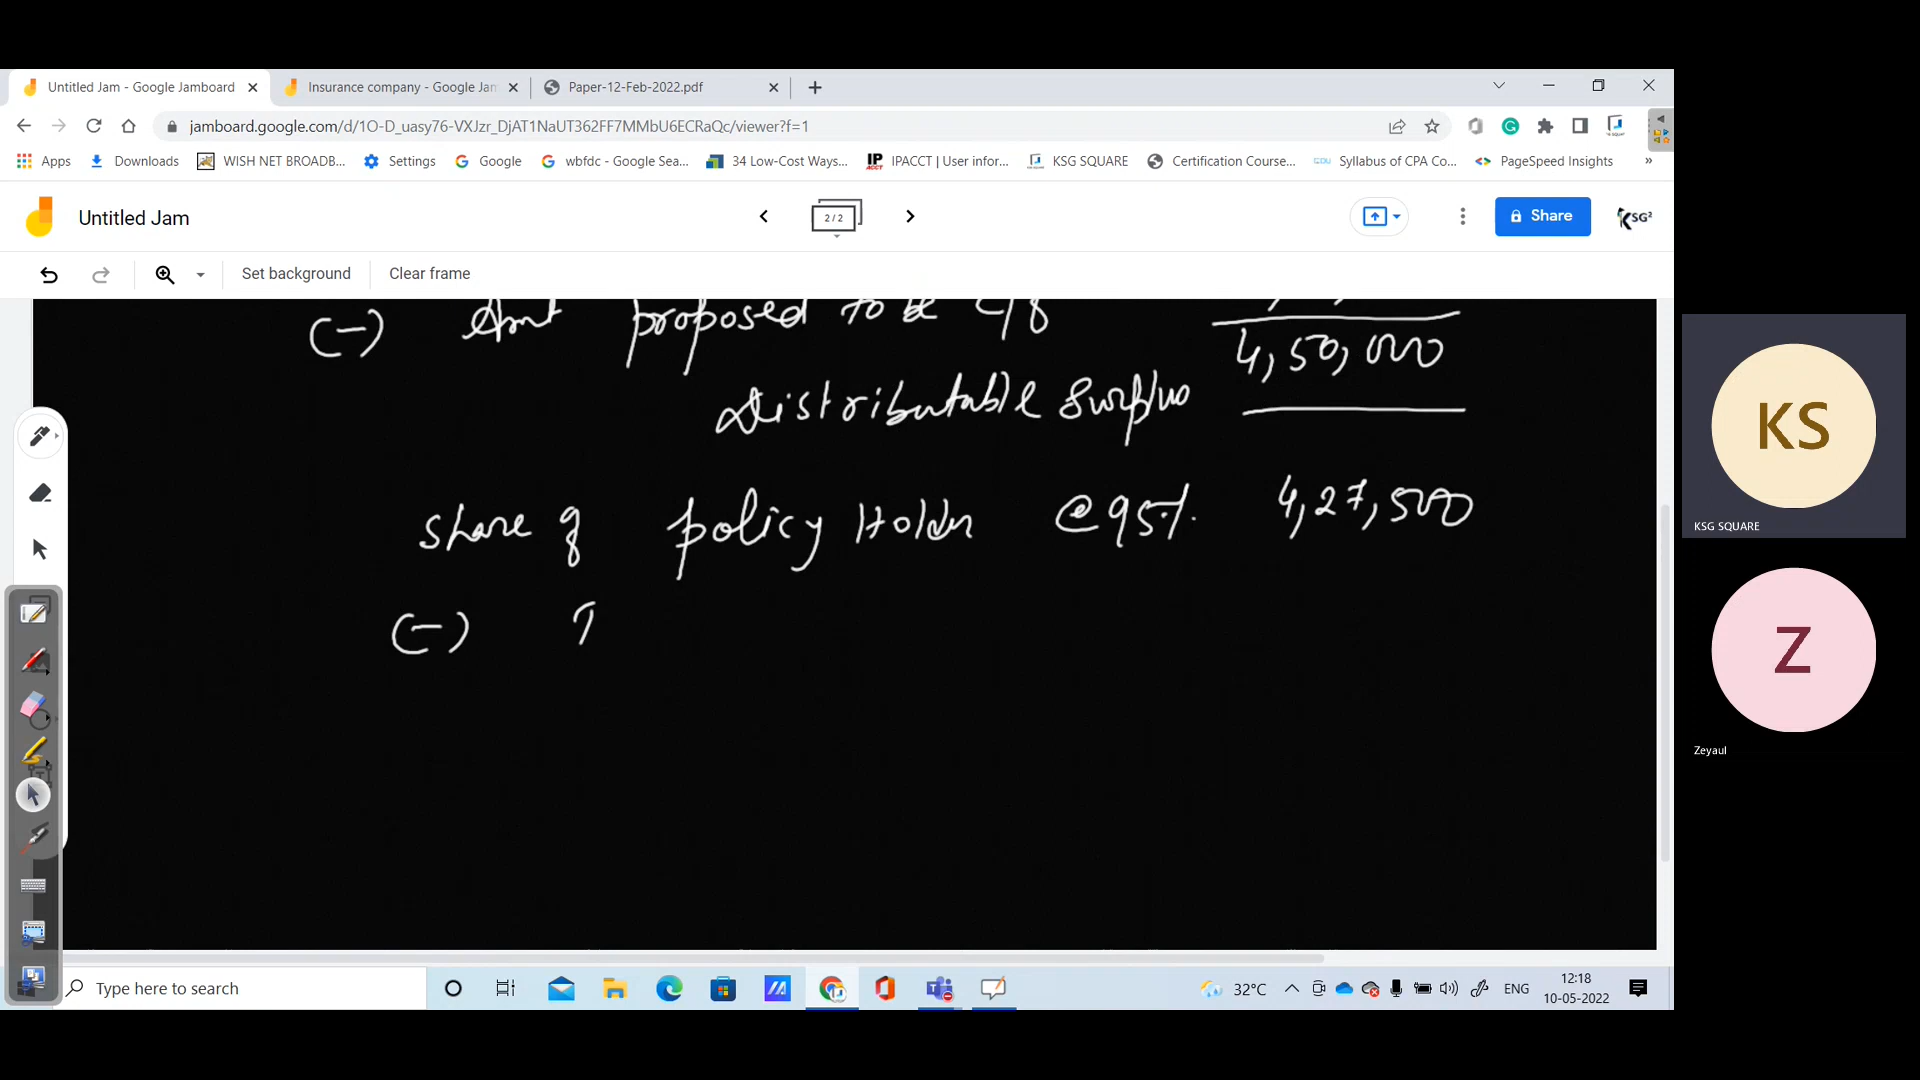 Untitled Jam - Google Jamboard
Insurance company - Google Jam
Paper-12-Feb-2022.pdf
jamboard.google.com/d/1O-D_uasy76-VXJzr_DjAT1NaUT362FF7MMbU6ECRaQc/viewer?f=1
Apps
Downloads
WISH NET BROADB...
Settings
Google
wbfdc - Google Sea...
34 Low-Cost Ways...
IPACCT | User infor...
KSG SQUARE
Certification Course...
Syllabus of CPA Co...
PageSpeed Insights
»
Untitled Jam
2 / 2
Share
KSG²
Set background
Clear frame
(-) Amt proposed to be
4,50,000
Distributable Surplus
Share of policy Holder @95%. 4,27,500
(-)
KS
KSG SQUARE
Z
Zeyaul
Type here to search
32°C
ENG
12:18
10-05-2022